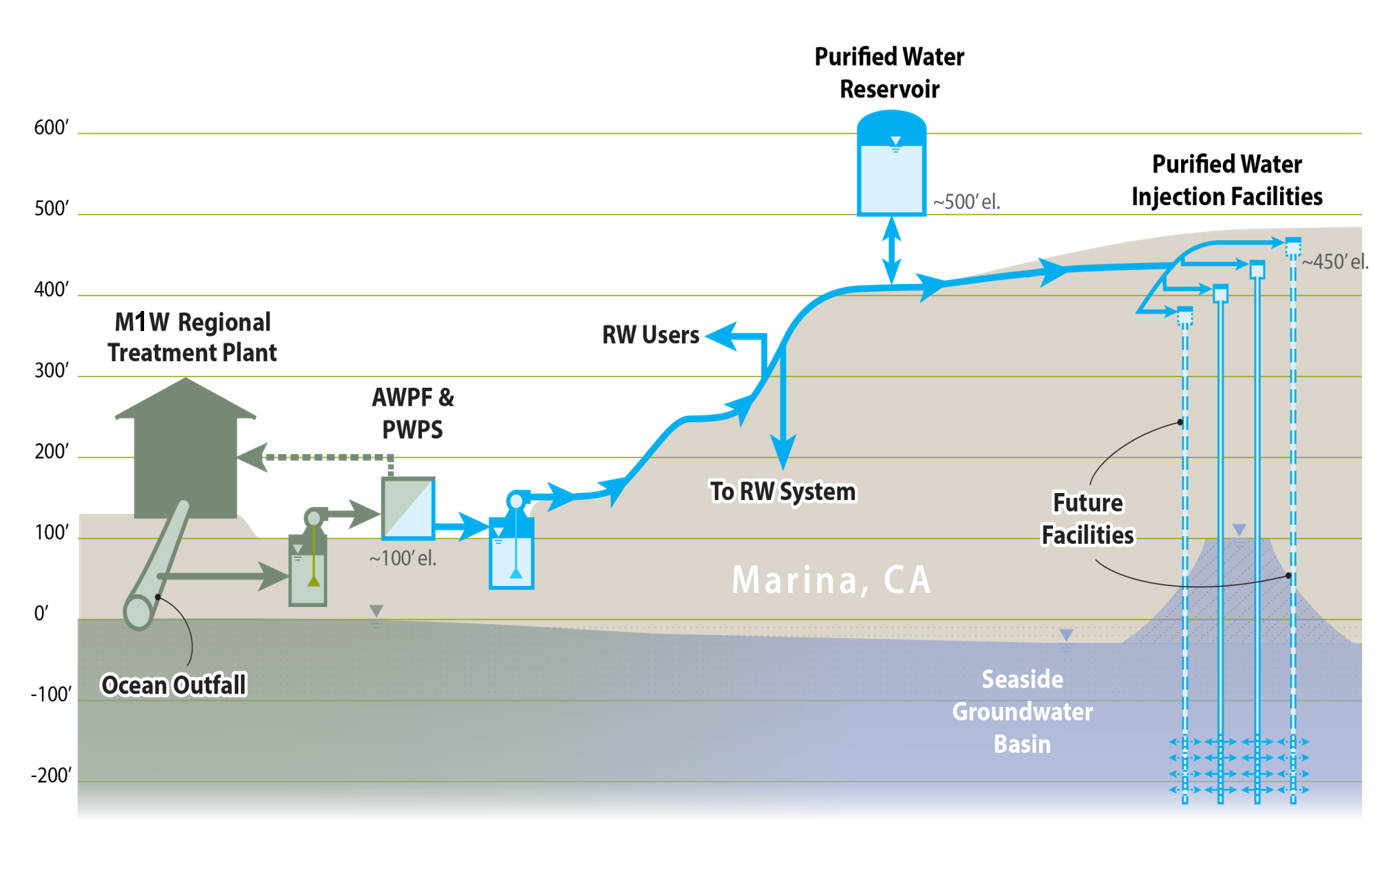 Purified Water
Reservoir
600'
Purified Water
Injection Facilities
500'
~500' el.
~450' el.
400'
M1W Regional
Treatment Plant
RW Users
300'
AWPF &
PWPS
200'
To RW System
Future
Facilities
100'
~100' el.
Marina, CA
0'
Ocean Outfall
-100'
Seaside
Groundwater
Basin
-200'